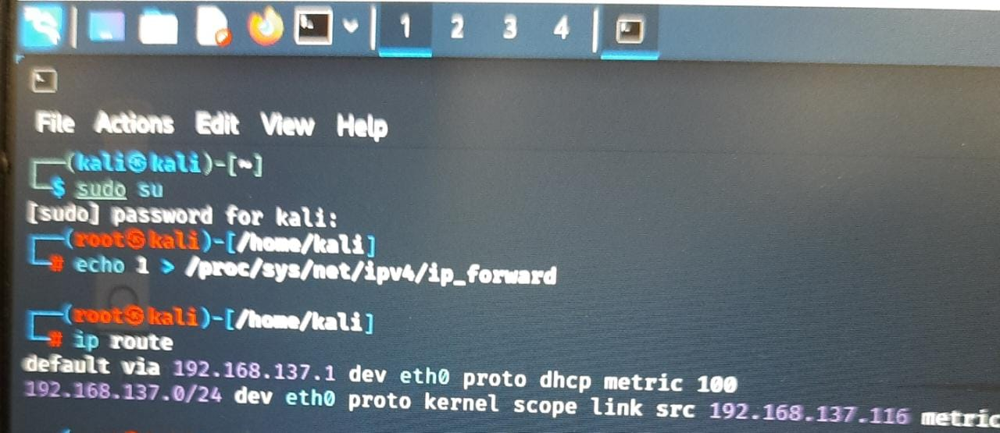 1 2 3 4
File Actions Edit View Help
┌──(kali㉿kali)-[~]
└─$ sudo su
[sudo] password for kali:
┌──(root㉿kali)-[/home/kali]
└─# echo 1 > /proc/sys/net/ipv4/ip_forward
┌──(root㉿kali)-[/home/kali]
└─# ip route
default via 192.168.137.1 dev eth0 proto dhcp metric 100
192.168.137.0/24 dev eth0 proto kernel scope link src 192.168.137.116 metric